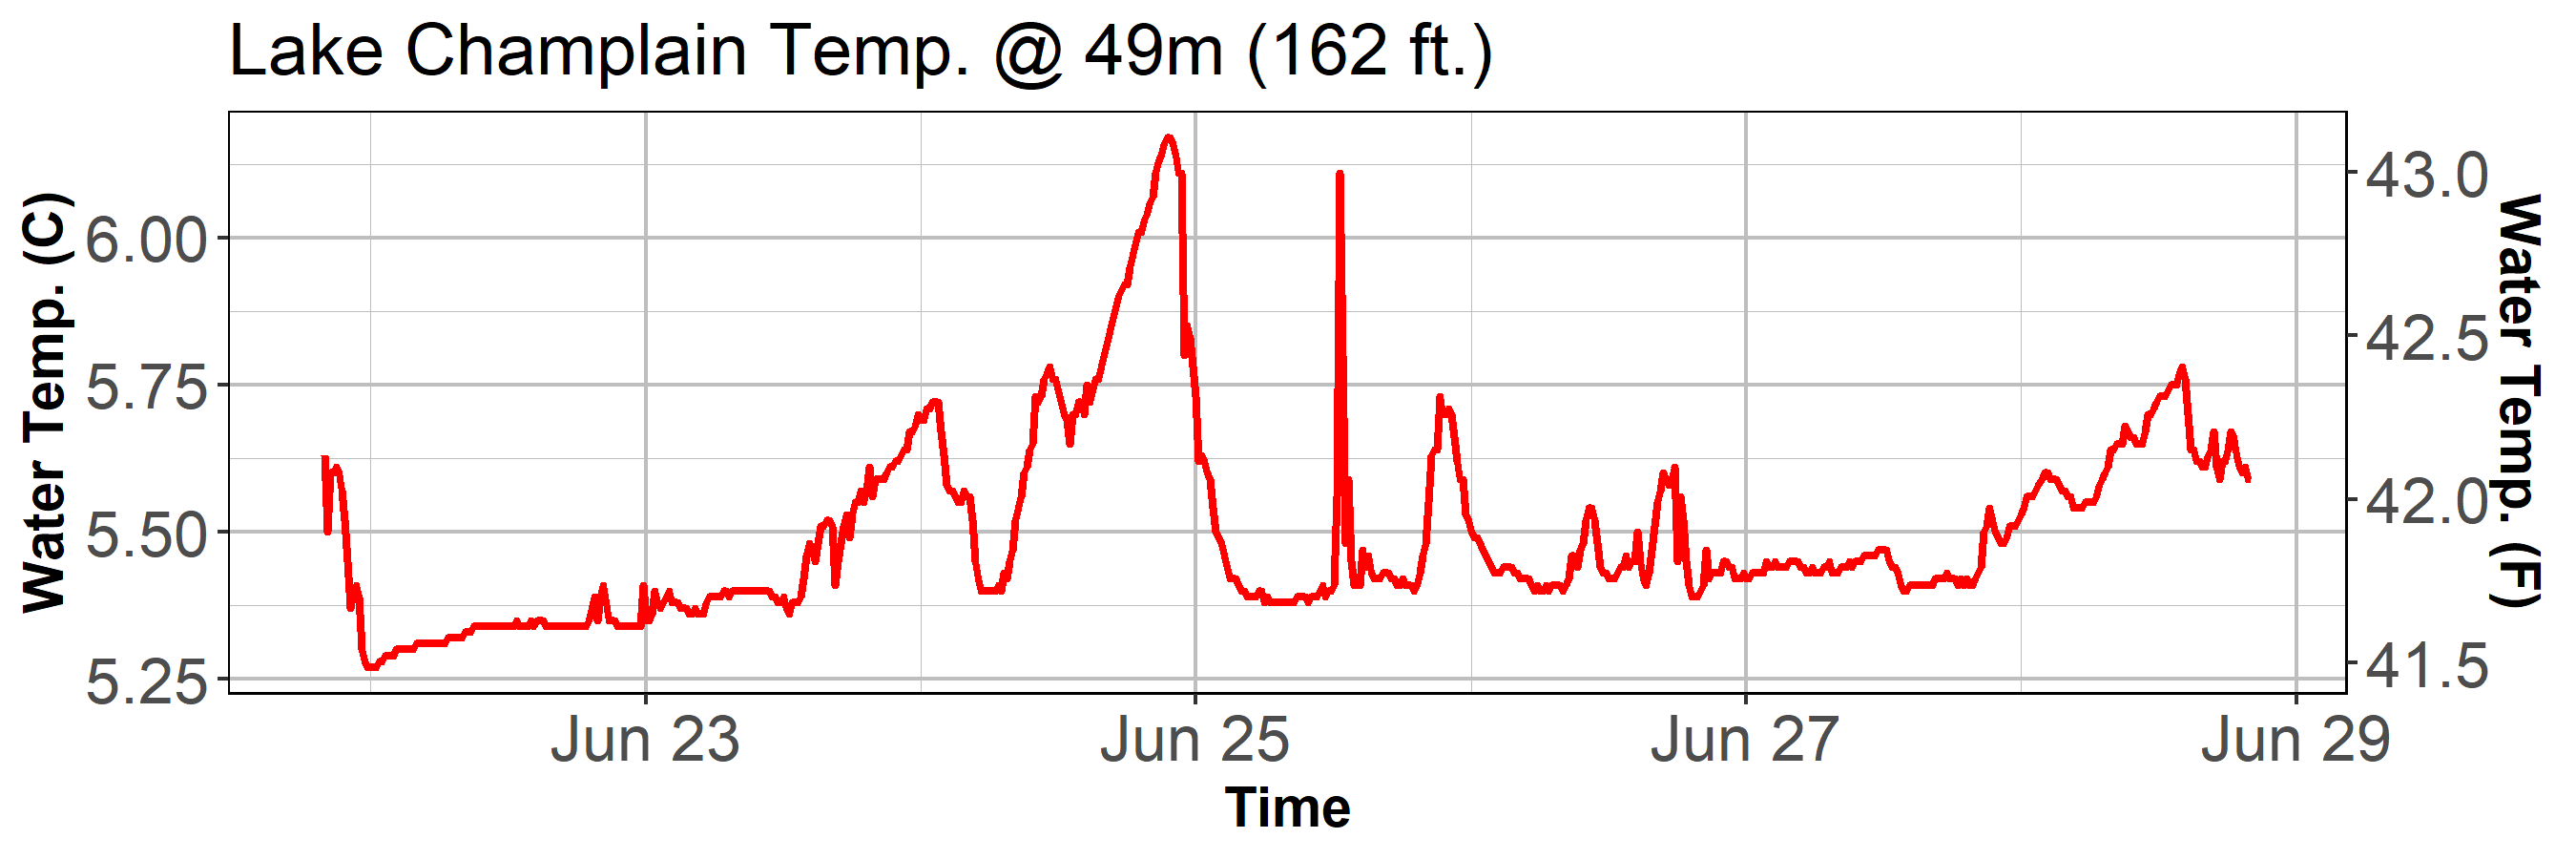 Lake Champlain Temp. @ 49m (162 ft.)
Water Temp. (C)
6.00
5.75
5.50
5.25
43.0
42.5
42.0
41.5
Water Temp. (F)
Jun 23 Jun 25 Jun 27 Jun 29
Time